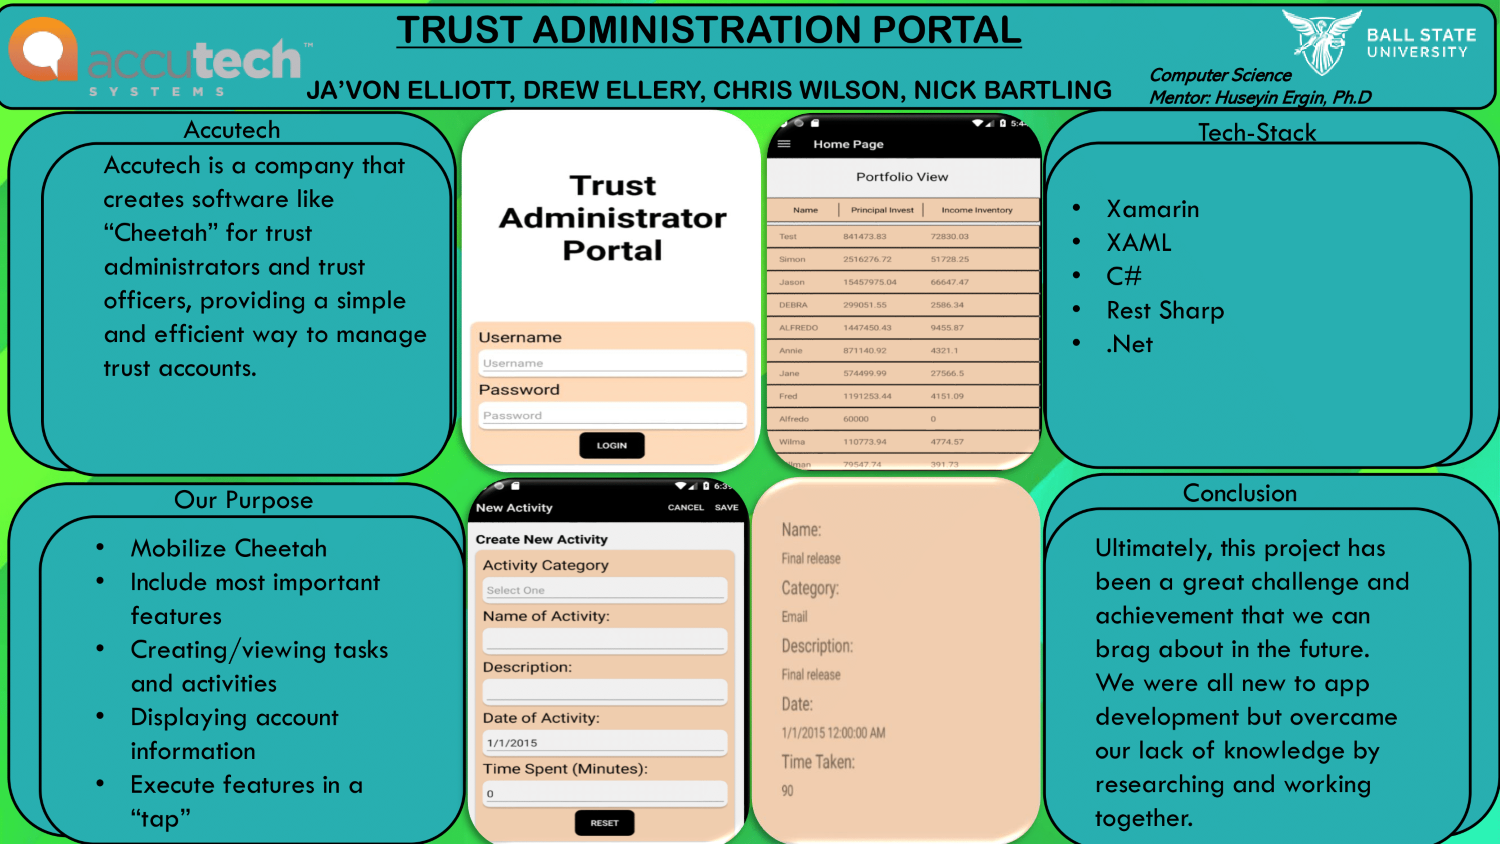 TRUST ADMINISTRATION PORTAL
accutech™
SYSTEMS
JA'VON ELLIOTT, DREW ELLERY, CHRIS WILSON, NICK BARTLING
BALL STATE
UNIVERSITY
Computer Science
Mentor: Huseyin Ergin, Ph.D
Accutech
Accutech is a company that
creates software like
“Cheetah” for trust
administrators and trust
officers, providing a simple
and efficient way to manage
trust accounts.
Trust
Administrator
Portal
Username
Username
Password
Password
LOGIN
Home Page
Portfolio View
Name Principal Invest Income Inventory
Test 841473.83 72830.03
Simon 2516276.72 51728.25
Jason 15457975.04 66647.47
DEBRA 299051.55 2586.34
ALFREDO 1447450.43 9455.87
Annie 871140.92 4321.1
Jane 574499.99 27566.5
Fred 1191253.44 4151.09
Alfredo 60000 0
Wilma 110773.94 4774.57
79547.74 391.73
Tech-Stack
• Xamarin
• XAML
• C#
• Rest Sharp
• .Net
Our Purpose
• Mobilize Cheetah
• Include most important
features
• Creating/viewing tasks
and activities
• Displaying account
information
• Execute features in a
“tap”
New Activity CANCEL SAVE
Create New Activity
Activity Category
Select One
Name of Activity:
Description:
Date of Activity:
1/1/2015
Time Spent (Minutes):
0
RESET
Name:
Final release
Category:
Email
Description:
Final release
Date:
1/1/2015 12:00:00 AM
Time Taken:
90
Conclusion
Ultimately, this project has
been a great challenge and
achievement that we can
brag about in the future.
We were all new to app
development but overcame
our lack of knowledge by
researching and working
together.